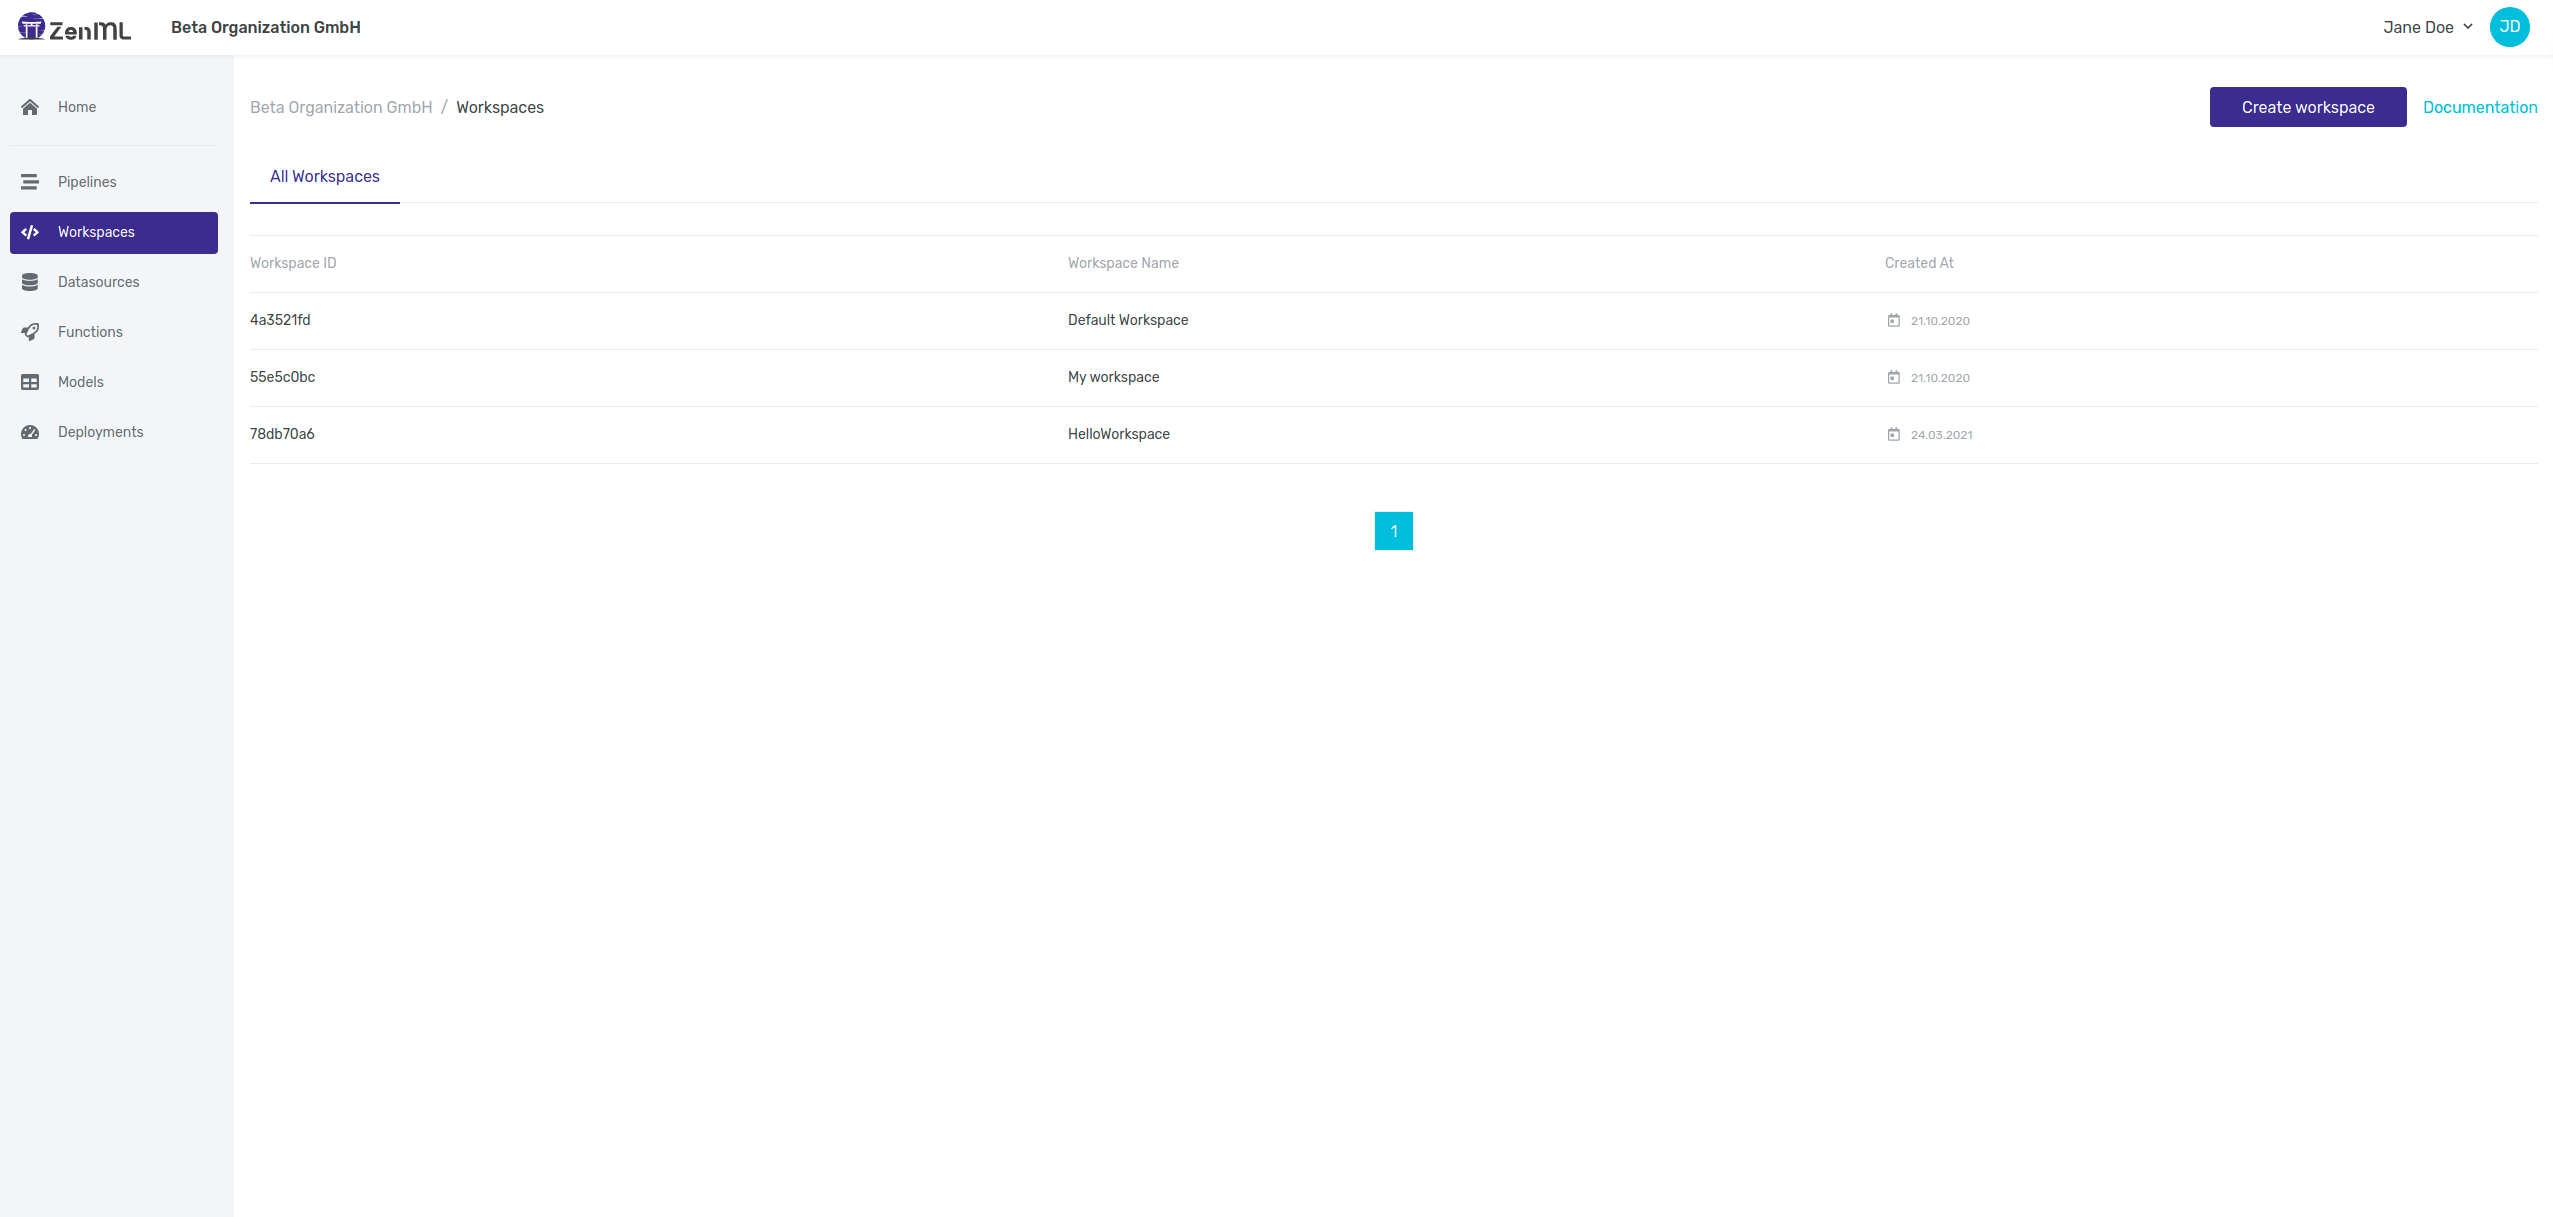 ZenML Beta Organization GmbH Jane Doe JD
Home
Pipelines
Workspaces
Datasources
Functions
Models
Deployments
Beta Organization GmbH / Workspaces Create workspace Documentation
All Workspaces
Workspace ID Workspace Name Created At
4a3521fd Default Workspace 21.10.2020
55e5c0bc My workspace 21.10.2020
78db70a6 HelloWorkspace 24.03.2021
1